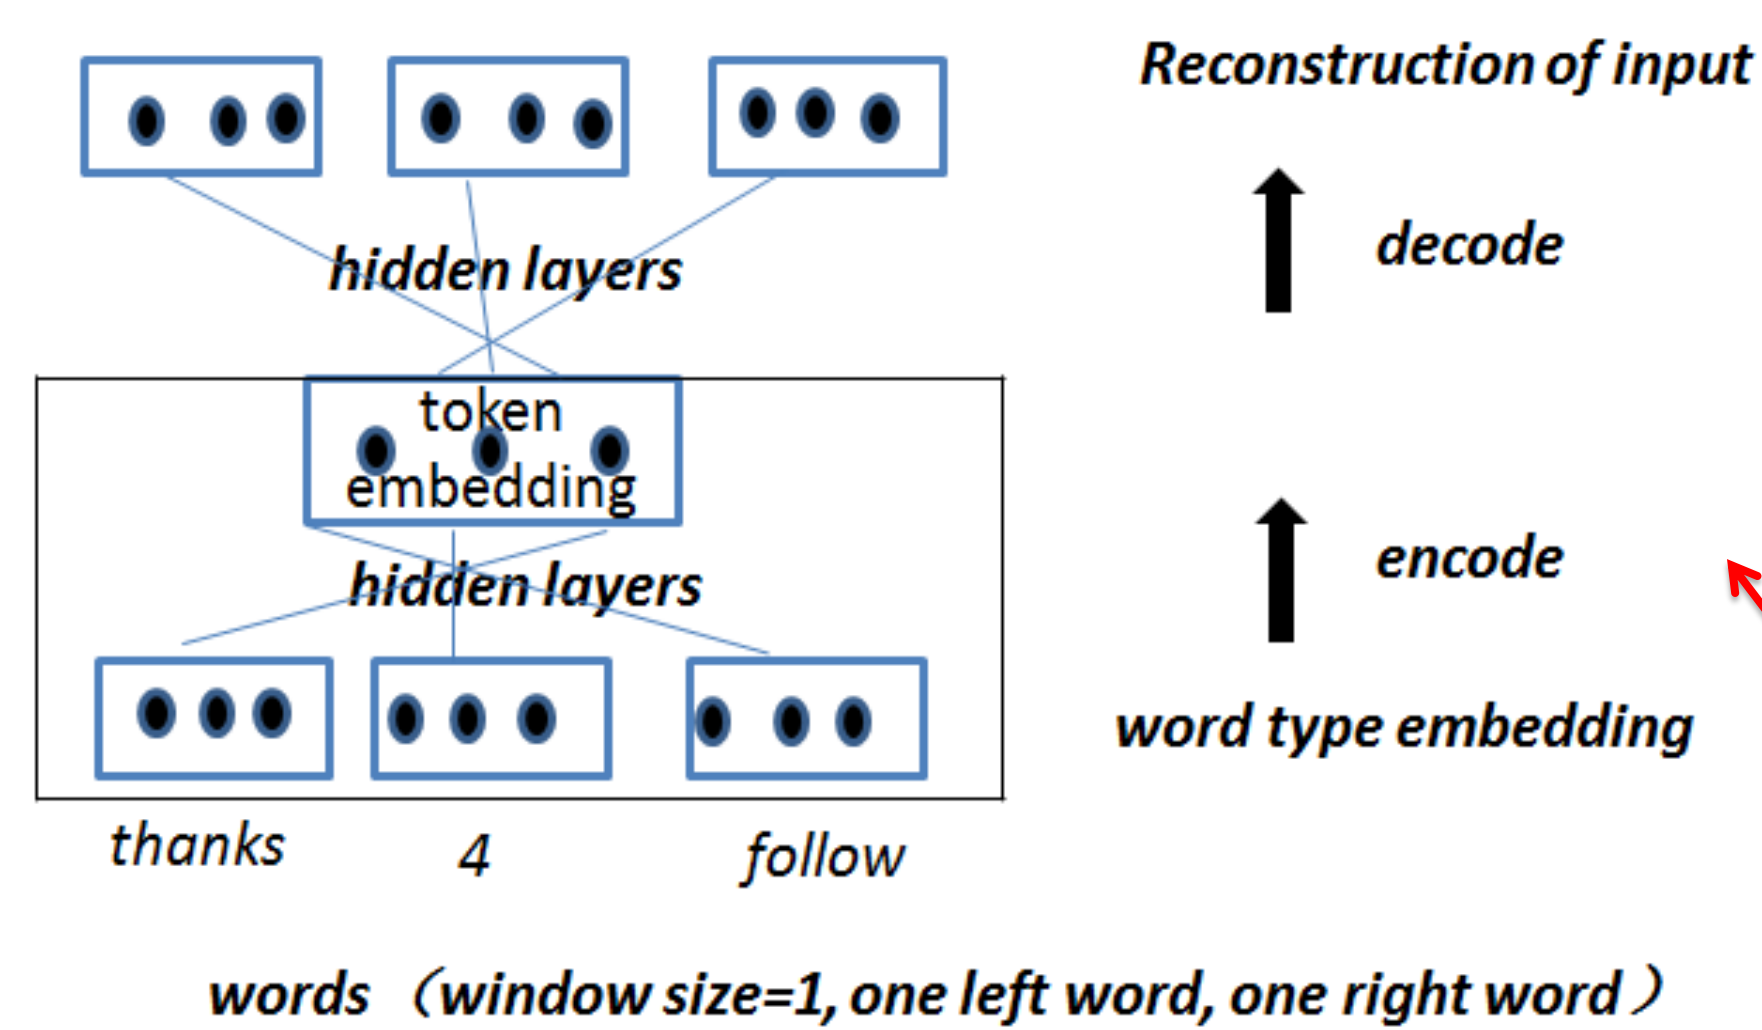 Reconstruction of input
hidden layers
decode
token
embedding
hidden layers
encode
word type embedding
thanks
4
follow
words（window size=1, one left word, one right word）